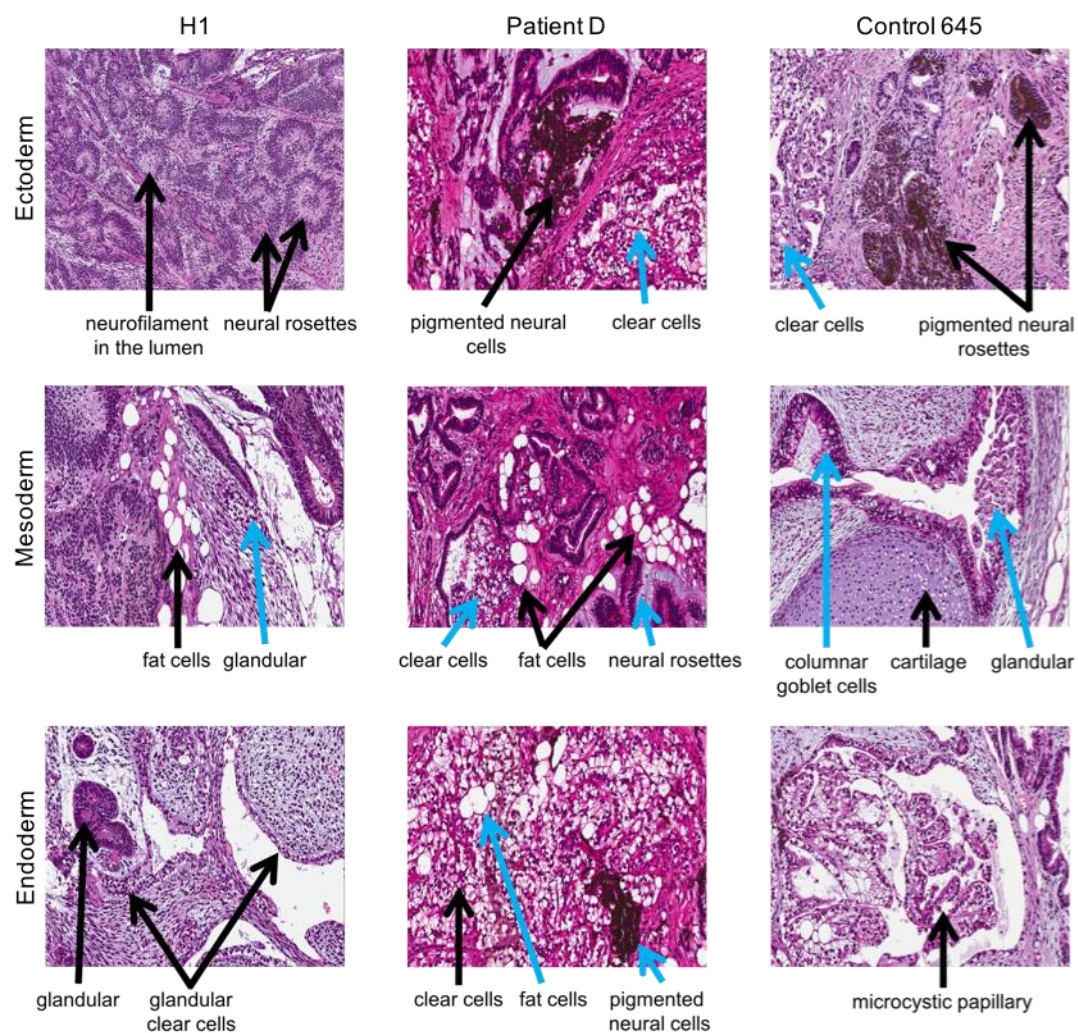 H1
Patient D
Control 645
Ectoderm
neurofilament
in the lumen
neural rosettes
pigmented neural
cells
clear cells
clear cells
pigmented neural
rosettes
Mesoderm
fat cells
glandular
clear cells
fat cells
neural rosettes
columnar
goblet cells
cartilage
glandular
Endoderm
glandular
glandular
clear cells
clear cells
fat cells
pigmented
neural cells
microcystic papillary